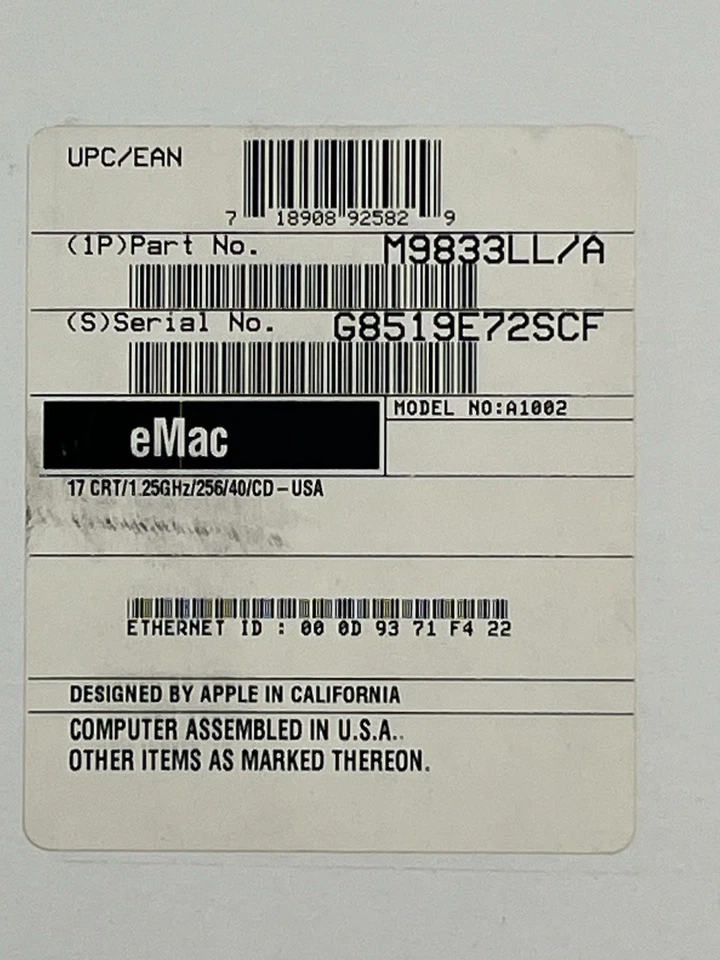 UPC/EAN
7 18908 92582 9
(1P)Part No. M9833LL/A
(S)Serial No. G8519E72SCF
eMac
MODEL NO:A1002
17 CRT/1.25GHz/256/40/CD – USA
ETHERNET ID : 00 0D 93 71 F4 22
DESIGNED BY APPLE IN CALIFORNIA
COMPUTER ASSEMBLED IN U.S.A.
OTHER ITEMS AS MARKED THEREON.